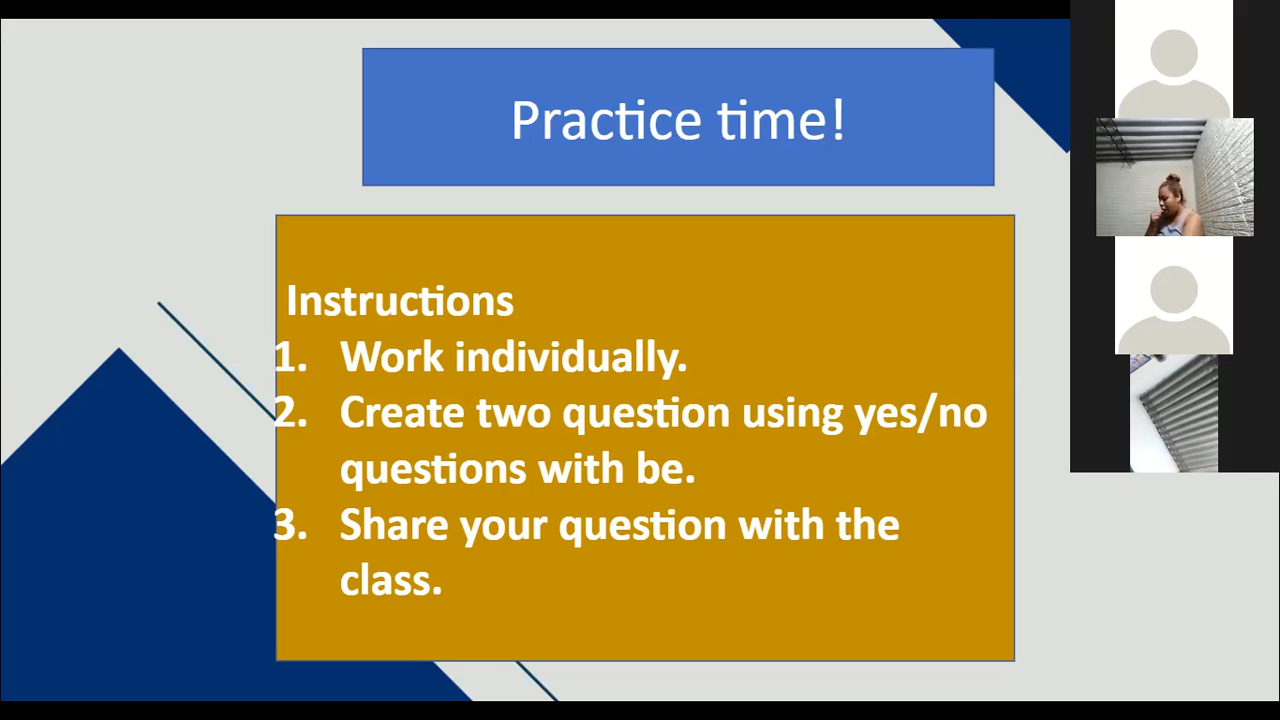 Practice time!
Instructions
1. Work individually.
2. Create two question using yes/no
questions with be.
3. Share your question with the
class.